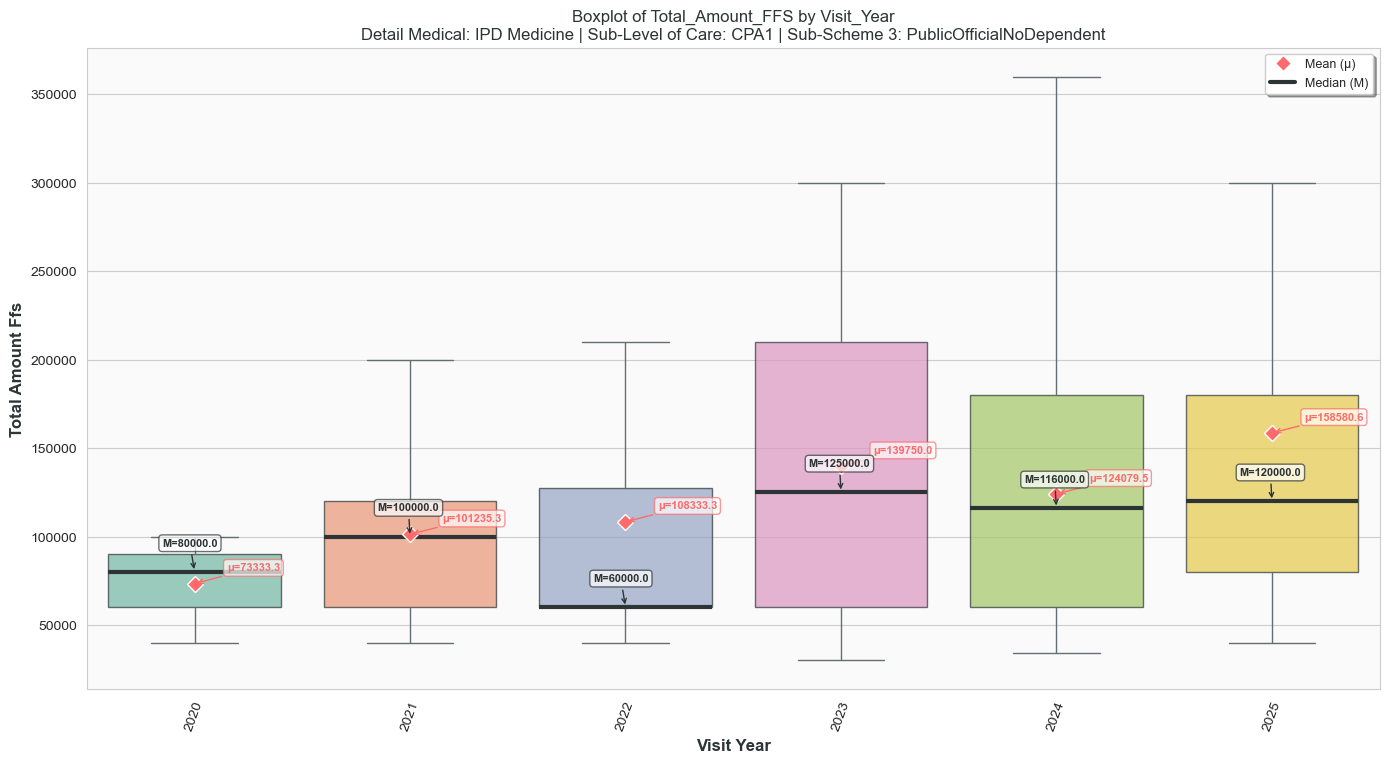 Boxplot of Total_Amount_FFS by Visit_Year
Detail Medical: IPD Medicine | Sub-Level of Care: CPA1 | Sub-Scheme 3: PublicOfficialNoDependent
Mean (μ)
Median (M)
Total Amount Ffs
350000
300000
250000
200000
150000
100000
50000
M=80000.0
μ=73333.3
M=100000.0
μ=101235.3
M=60000.0
μ=108333.3
M=125000.0
μ=139750.0
M=116000.0
μ=124079.5
M=120000.0
μ=158580.6
2020
2021
2022
2023
2024
2025
Visit Year